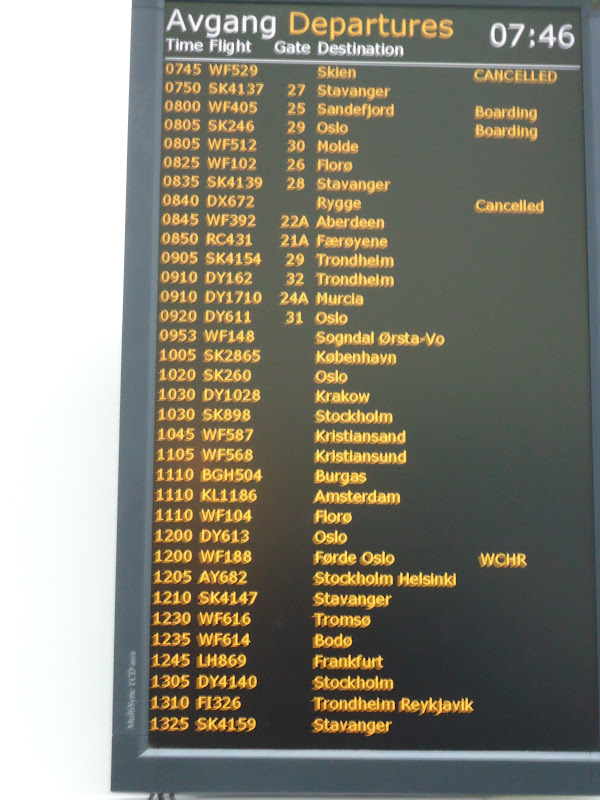 Avgang Departures 07:46
Time Flight Gate Destination
0745 WF529 Skien CANCELLED
0750 SK4137 27 Stavanger
0800 WF405 25 Sandefjord Boarding
0805 SK246 29 Oslo Boarding
0805 WF512 30 Molde
0825 WF102 26 Florø
0835 SK4139 28 Stavanger
0840 DX672 Rygge Cancelled
0845 WF392 22A Aberdeen
0850 RC431 21A Færøyene
0905 SK4154 29 Trondheim
0910 DY162 32 Trondheim
0910 DY1710 24A Murcia
0920 DY611 31 Oslo
0953 WF148 Sogndal Ørsta-Vo
1005 SK2865 København
1020 SK260 Oslo
1030 DY1028 Krakow
1030 SK898 Stockholm
1045 WF587 Kristiansand
1105 WF568 Kristiansund
1110 BGH504 Burgas
1110 KL1186 Amsterdam
1110 WF104 Florø
1200 DY613 Oslo
1200 WF188 Førde Oslo WCHR
1205 AY682 Stockholm Helsinki
1210 SK4147 Stavanger
1230 WF616 Tromsø
1235 WF614 Bodø
1245 LH869 Frankfurt
1305 DY4140 Stockholm
1310 FI326 Trondheim Reykjavik
1325 SK4159 Stavanger
MultiSync LCD